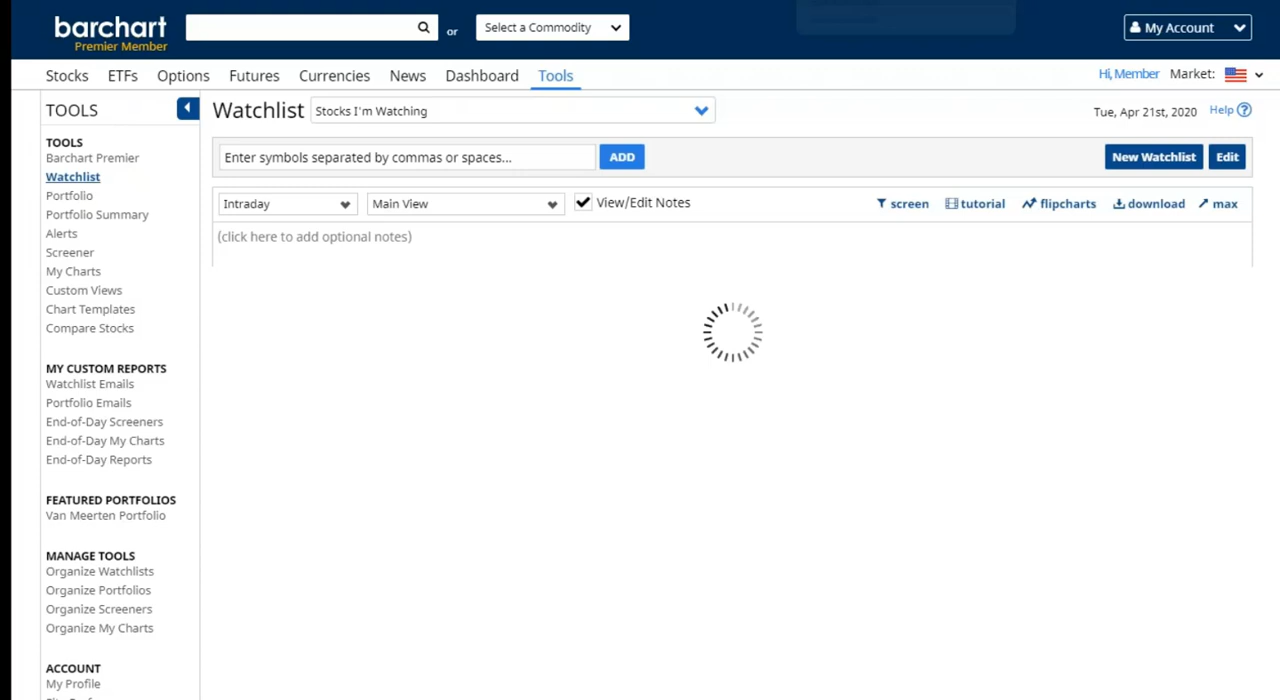 barchart
Premier Member
or
Select a Commodity
My Account
Stocks ETFs Options Futures Currencies News Dashboard Tools
Hi, Member Market:
TOOLS
TOOLS
Barchart Premier
Watchlist
Portfolio
Portfolio Summary
Alerts
Screener
My Charts
Custom Views
Chart Templates
Compare Stocks
MY CUSTOM REPORTS
Watchlist Emails
Portfolio Emails
End-of-Day Screeners
End-of-Day My Charts
End-of-Day Reports
FEATURED PORTFOLIOS
Van Meerten Portfolio
MANAGE TOOLS
Organize Watchlists
Organize Portfolios
Organize Screeners
Organize My Charts
ACCOUNT
My Profile
Watchlist
Stocks I'm Watching
Tue, Apr 21st, 2020
Help ?
Enter symbols separated by commas or spaces...
ADD
New Watchlist
Edit
Intraday
Main View
View/Edit Notes
screen
tutorial
flipcharts
download
max
(click here to add optional notes)